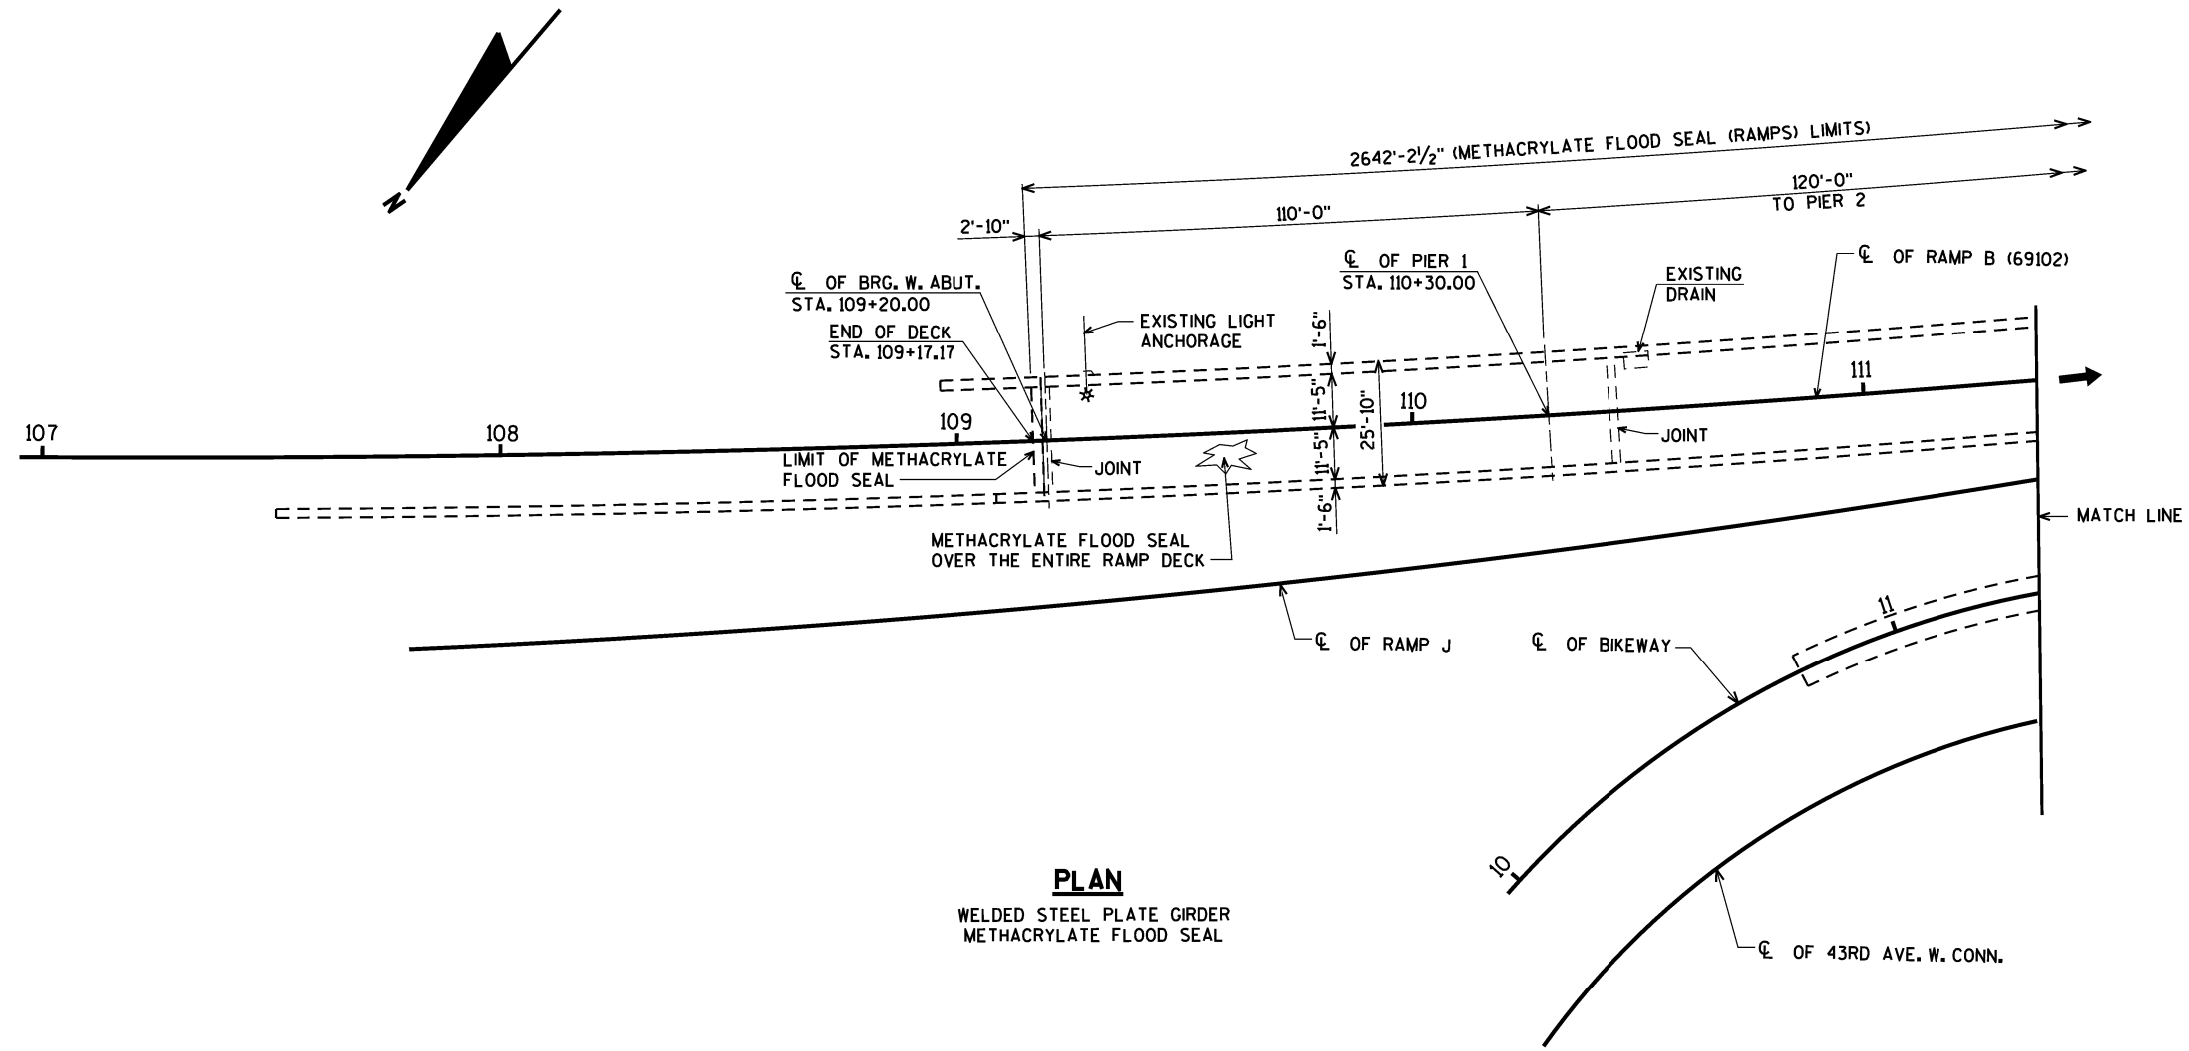 N
2642'-2½" (METHACRYLATE FLOOD SEAL (RAMPS) LIMITS)
120'-0"
TO PIER 2
110'-0"
2'-10"
℄ OF BRG. W. ABUT.
STA. 109+20.00
END OF DECK
STA. 109+17.17
EXISTING LIGHT
ANCHORAGE
℄ OF PIER 1
STA. 110+30.00
EXISTING
DRAIN
℄ OF RAMP B (69102)
1'-6"
11'-5"
25'-10"
11'-5"
1'-6"
107
108
109
110
111
LIMIT OF METHACRYLATE
FLOOD SEAL
JOINT
JOINT
METHACRYLATE FLOOD SEAL
OVER THE ENTIRE RAMP DECK
MATCH LINE
℄ OF RAMP J
℄ OF BIKEWAY
11
10
℄ OF 43RD AVE. W. CONN.
PLAN
WELDED STEEL PLATE GIRDER
METHACRYLATE FLOOD SEAL